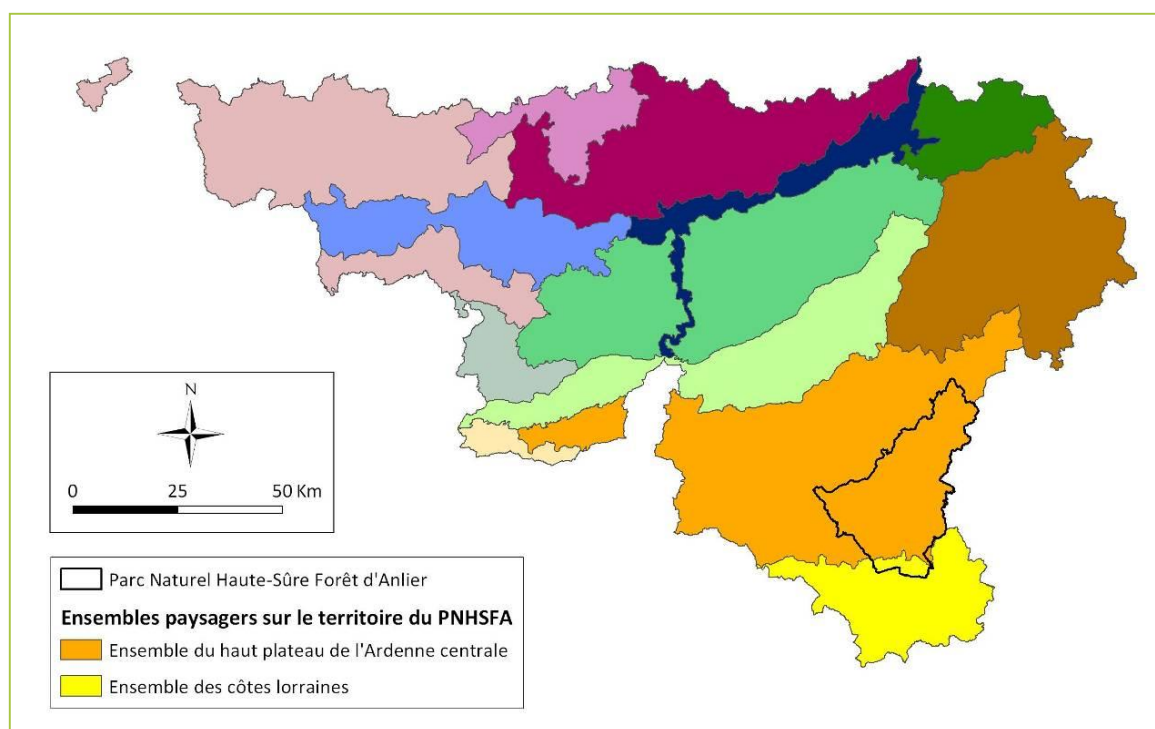 N
0 25 50 Km
Parc Naturel Haute-Sûre Forêt d'Anlier
Ensembles paysagers sur le territoire du PNHSFA
Ensemble du haut plateau de l'Ardenne centrale
Ensemble des côtes lorraines